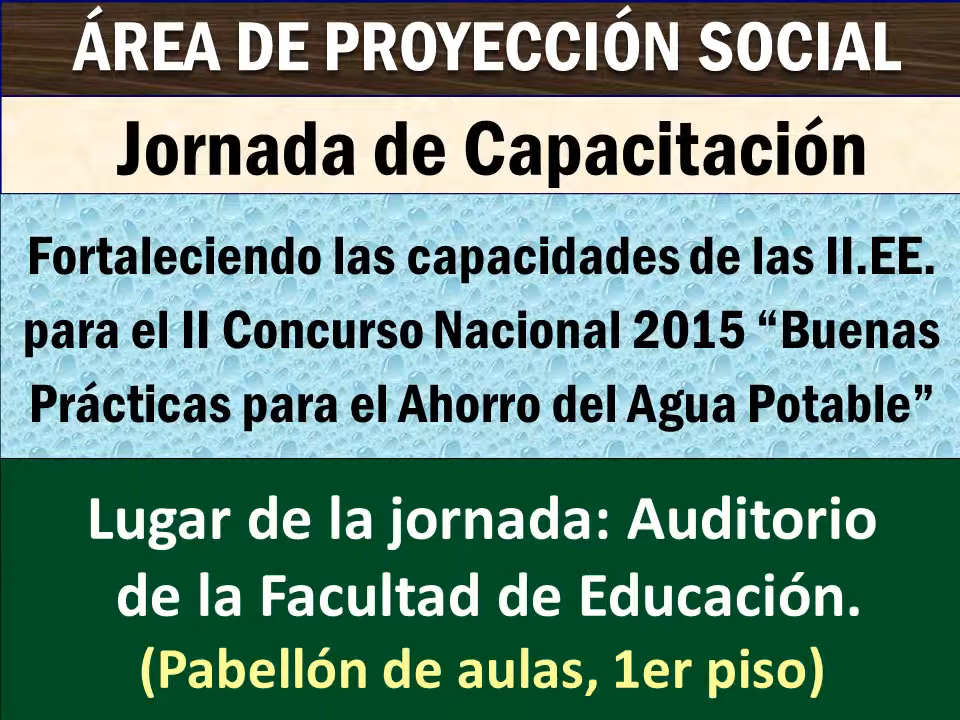 ÁREA DE PROYECCIÓN SOCIAL
Jornada de Capacitación
Fortaleciendo las capacidades de las II.EE.
para el II Concurso Nacional 2015 “Buenas
Prácticas para el Ahorro del Agua Potable”
Lugar de la jornada: Auditorio
de la Facultad de Educación.
(Pabellón de aulas, 1er piso)